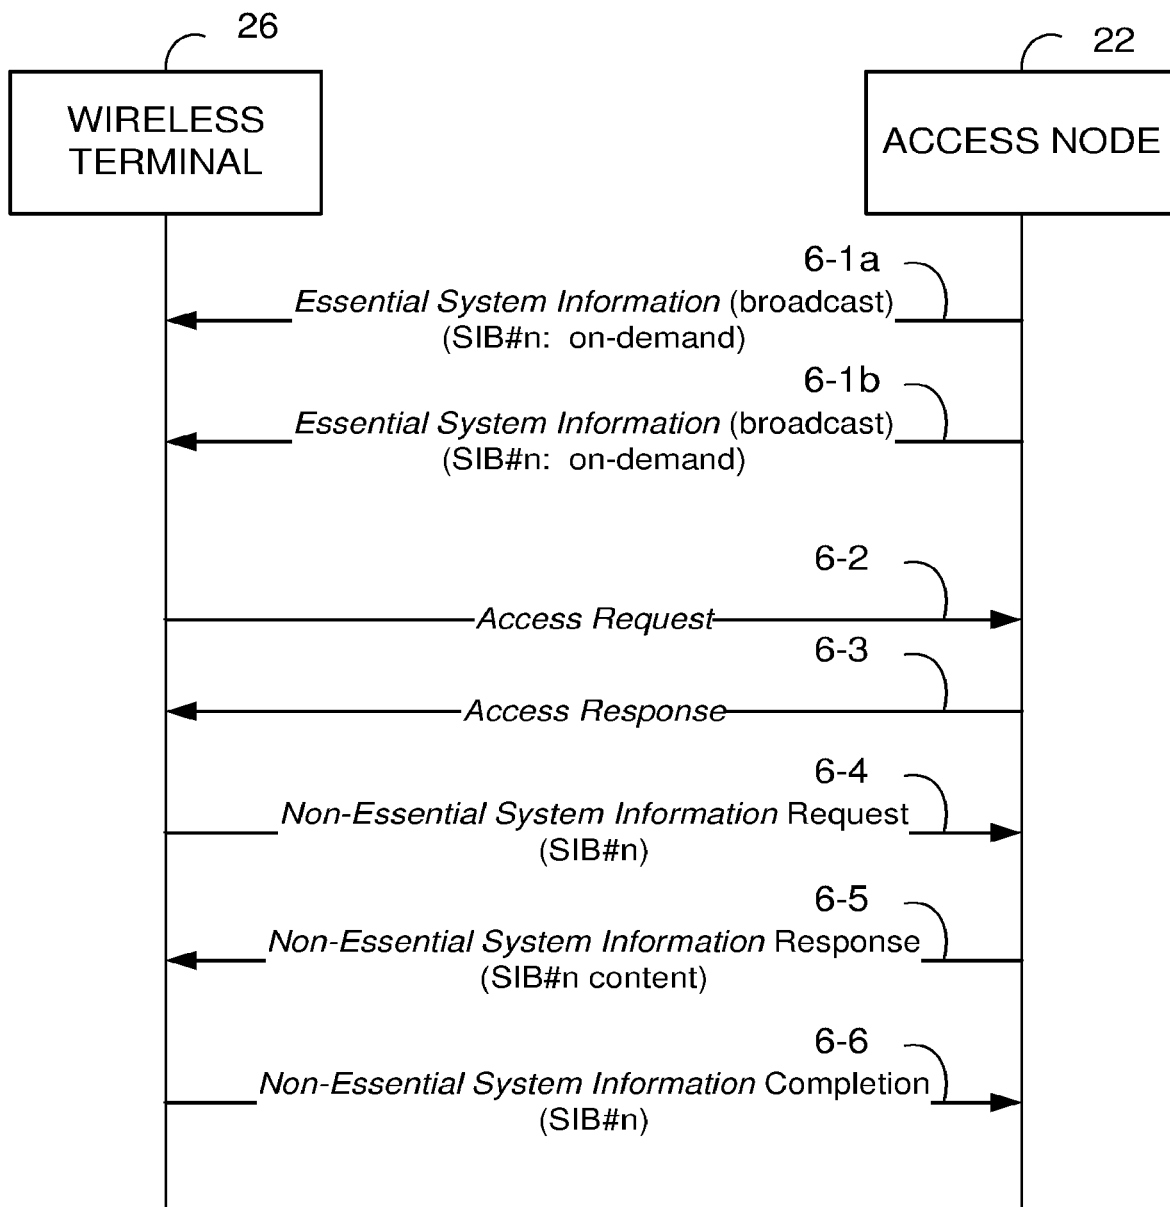 26
22
WIRELESS
TERMINAL
ACCESS NODE
6-1a
Essential System Information (broadcast)
(SIB#n: on-demand)
6-1b
Essential System Information (broadcast)
(SIB#n: on-demand)
6-2
Access Request
6-3
Access Response
6-4
Non-Essential System Information Request
(SIB#n)
6-5
Non-Essential System Information Response
(SIB#n content)
6-6
Non-Essential System Information Completion
(SIB#n)